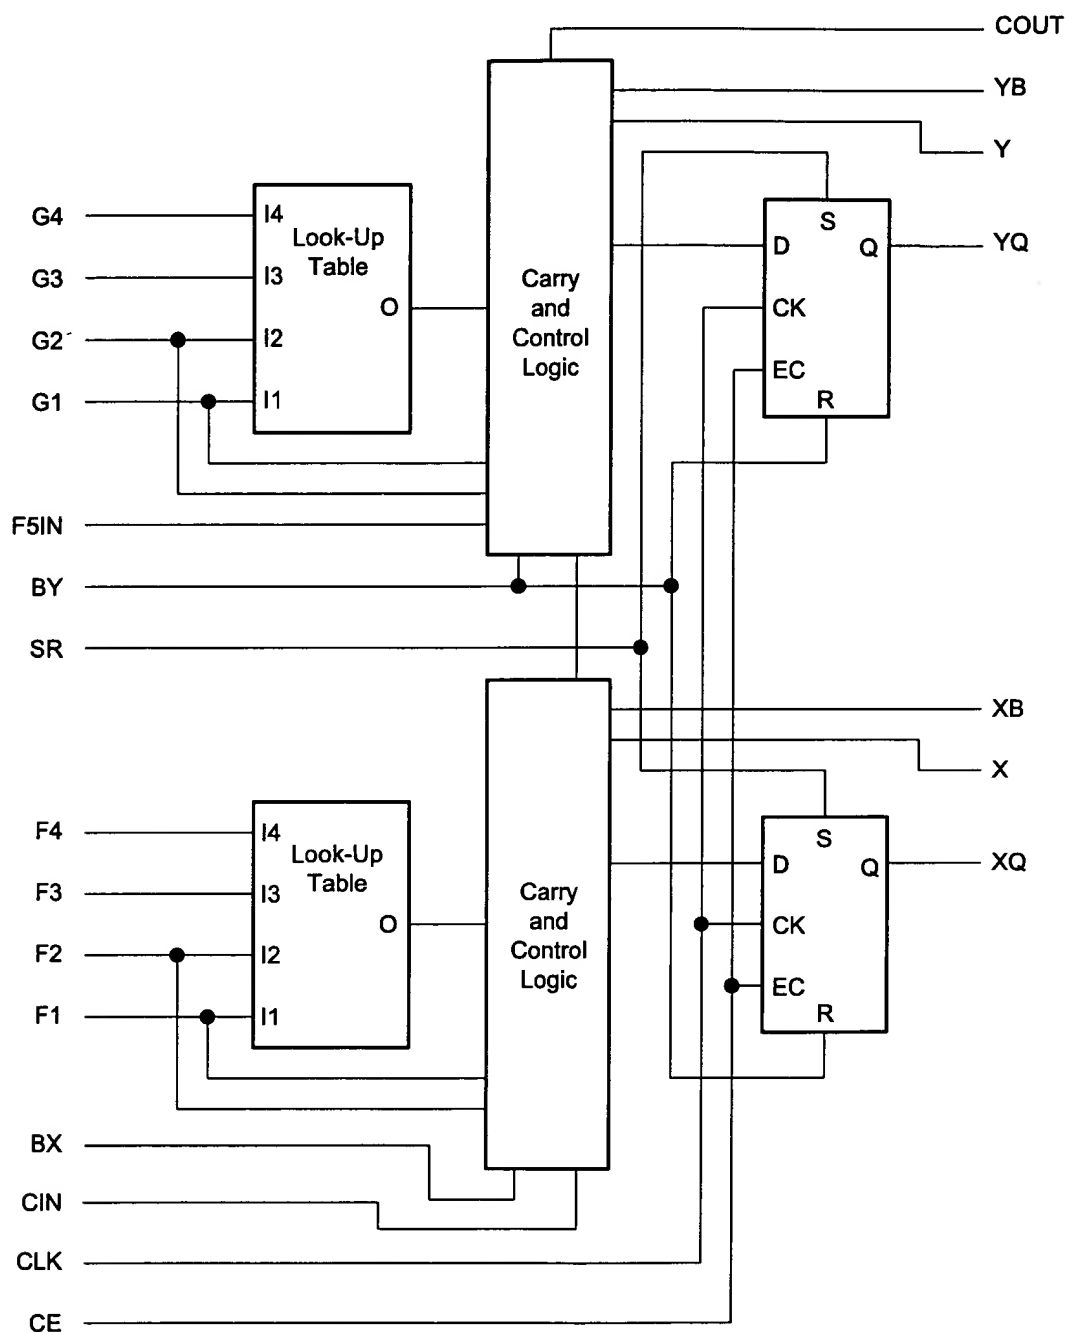 COUT
YB
Y
G4
I4
Look-Up
Table
S
D
Q
YQ
G3
I3
O
Carry
and
Control
Logic
CK
G2
I2
EC
G1
I1
R
F5IN
BY
SR
XB
X
F4
I4
Look-Up
Table
S
D
Q
XQ
F3
I3
O
Carry
and
Control
Logic
CK
F2
I2
EC
F1
I1
R
BX
CIN
CLK
CE